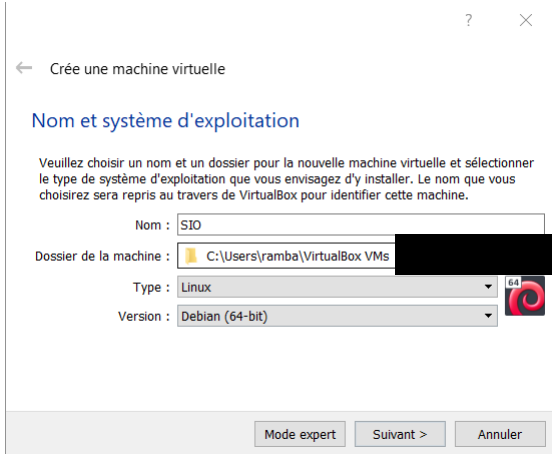 ?
Crée une machine virtuelle
Nom et système d'exploitation
Veuillez choisir un nom et un dossier pour la nouvelle machine virtuelle et sélectionner
le type de système d'exploitation que vous envisagez d'y installer. Le nom que vous
choisirez sera repris au travers de VirtualBox pour identifier cette machine.
Nom : SIO
Dossier de la machine : C:\Users\ramba\VirtualBox VMs
Type : Linux
64
Version : Debian (64-bit)
Mode expert Suivant > Annuler